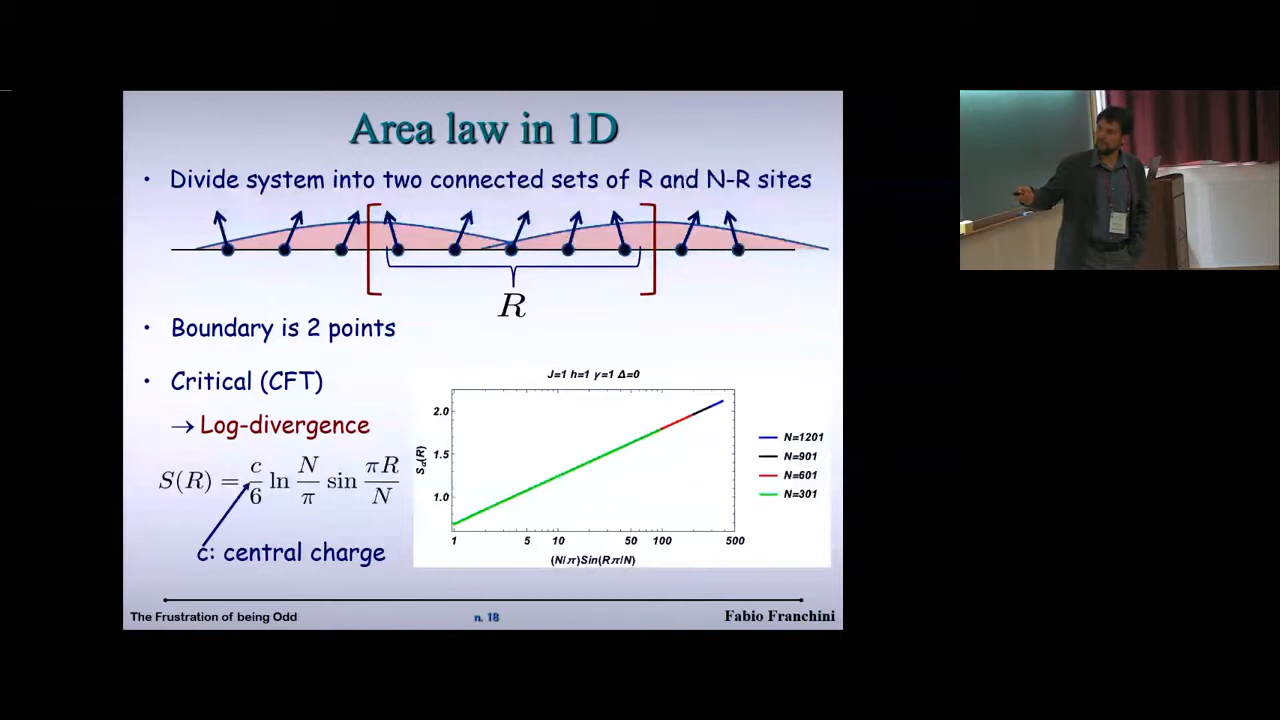 Area law in 1D
• Divide system into two connected sets of R and N-R sites
R
• Boundary is 2 points
• Critical (CFT)
→ Log-divergence
S(R) = c/6 ln N/π sin πR/N
c: central charge
J=1 h=1 γ=1 Δ=0
2.0
1.5
1.0
S_α(R)
1 5 10 50 100 500
(N/π)Sin(Rπ/N)
N=1201
N=901
N=601
N=301
The Frustration of being Odd
n. 18
Fabio Franchini